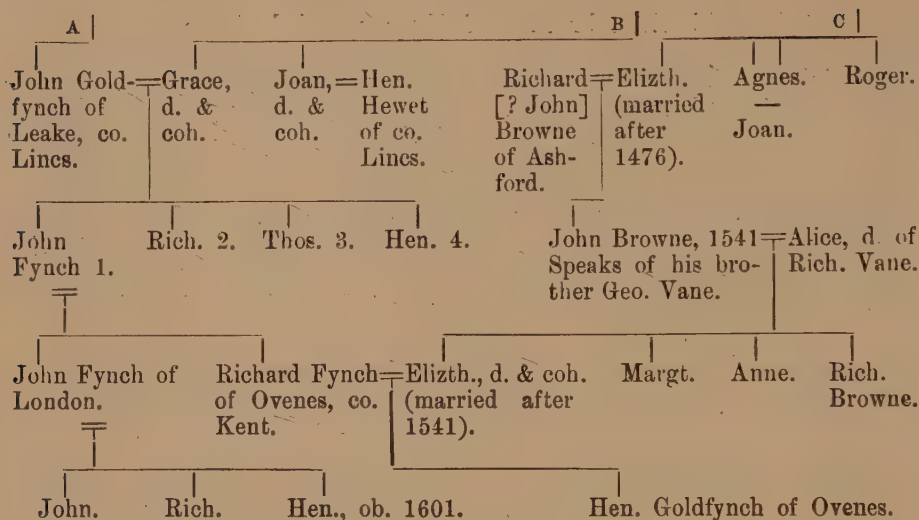 A B C
John Gold-=Grace, Joan,=Hen. Richard=Elizth. Agnes. Roger.
fynch of d. & d. & Hewet [? John] (married —
Leake, co. coh. coh. of co. Browne after Joan.
Lincs. Lincs. of Ash- 1476).
ford.
John Rich. 2. Thos. 3. Hen. 4. John Browne, 1541=Alice, d. of
Fynch 1. Speaks of his bro- Rich. Vane.
ther Geo. Vane.
John Fynch of Richard Fynch=Elizth., d. & coh. Margt. Anne. Rich.
London. of Ovenes, co. (married after Browne.
Kent. 1541).
John. Rich. Hen., ob. 1601. Hen. Goldfynch of Ovenes.